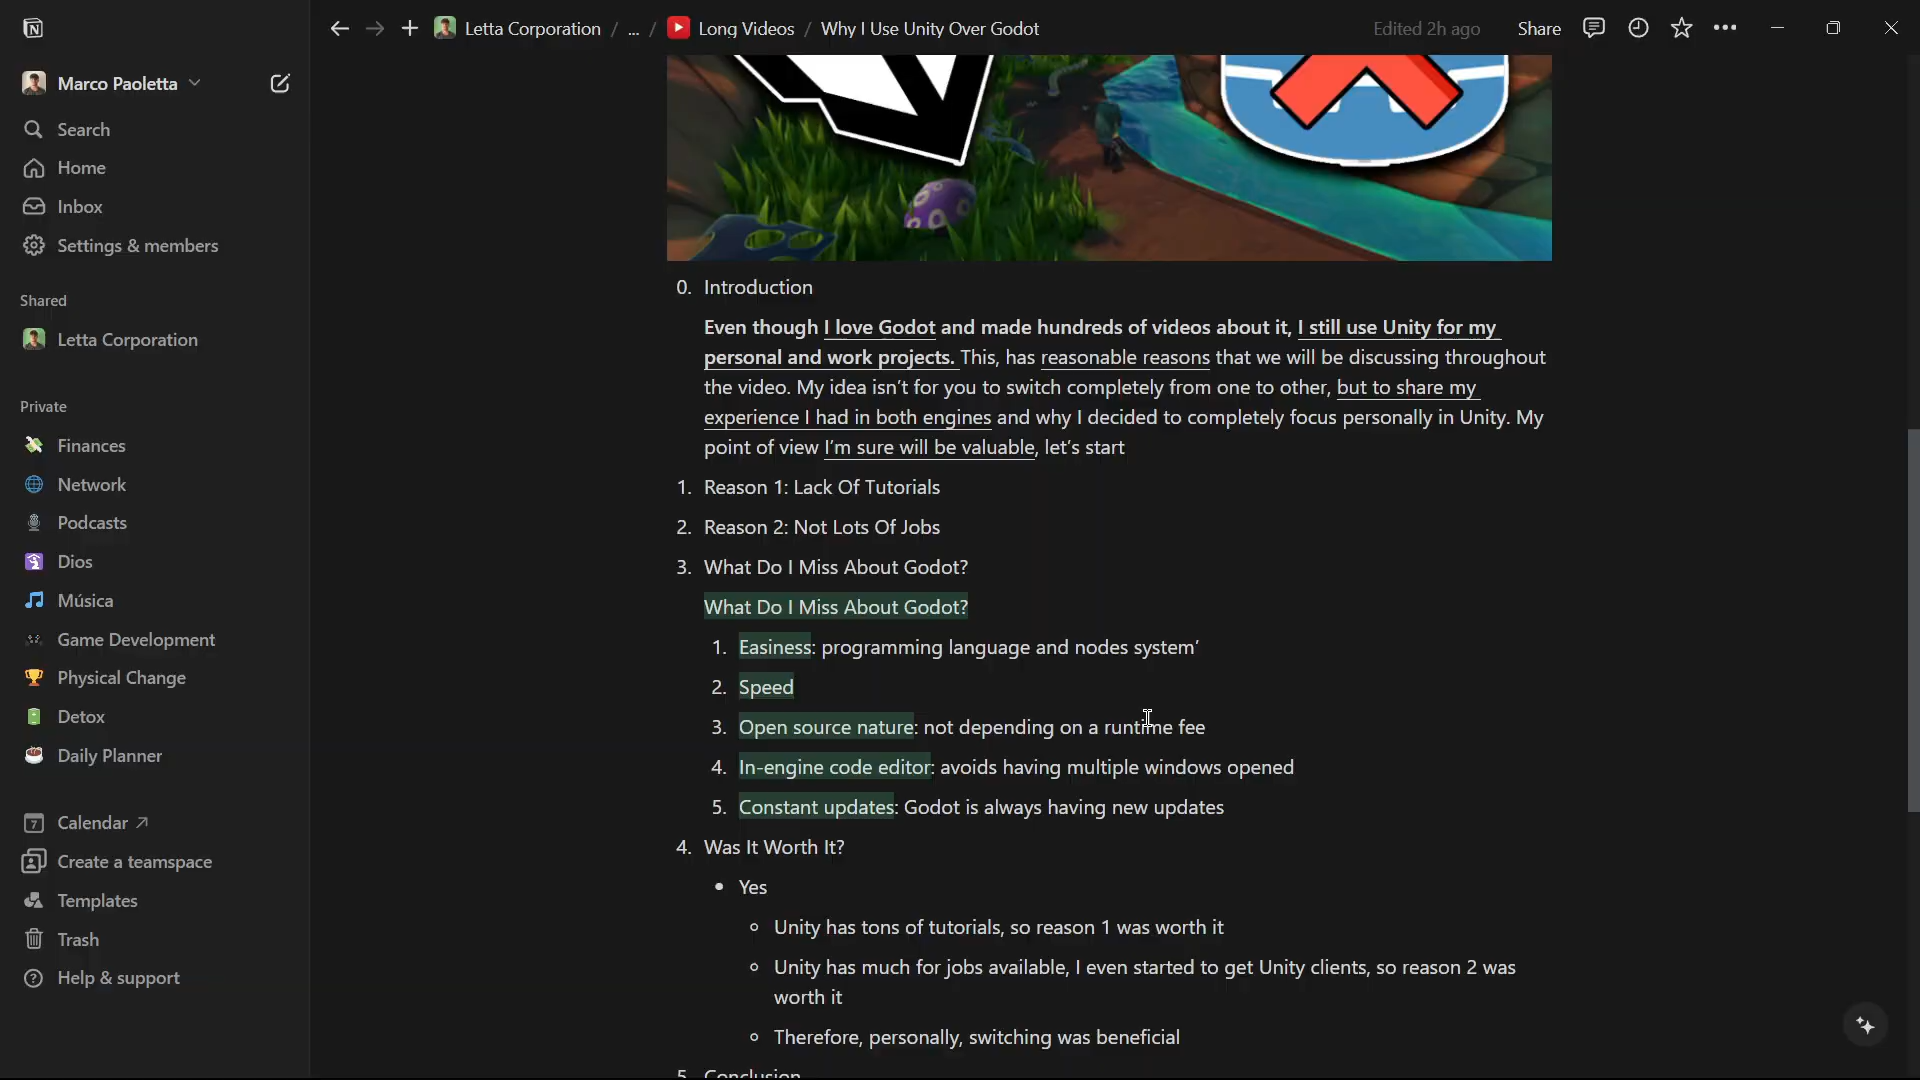 Letta Corporation / ... / Long Videos / Why I Use Unity Over Godot
Edited 2h ago
Share
Marco Paoletta
Search
Home
Inbox
Settings & members
Shared
Letta Corporation
Private
Finances
Network
Podcasts
Dios
Música
Game Development
Physical Change
Detox
Daily Planner
7 Calendar ↗
Create a teamspace
Templates
Trash
Help & support
0. Introduction
Even though I love Godot and made hundreds of videos about it, I still use Unity for my
personal and work projects. This, has reasonable reasons that we will be discussing throughout
the video. My idea isn't for you to switch completely from one to other, but to share my
experience I had in both engines and why I decided to completely focus personally in Unity. My
point of view I'm sure will be valuable, let's start
1. Reason 1: Lack Of Tutorials
2. Reason 2: Not Lots Of Jobs
3. What Do I Miss About Godot?
What Do I Miss About Godot?
1. Easiness: programming language and nodes system’
2. Speed
3. Open source nature: not depending on a runtime fee
4. In-engine code editor: avoids having multiple windows opened
5. Constant updates: Godot is always having new updates
4. Was It Worth It?
• Yes
◦ Unity has tons of tutorials, so reason 1 was worth it
◦ Unity has much for jobs available, I even started to get Unity clients, so reason 2 was
worth it
◦ Therefore, personally, switching was beneficial
5. Conclusion